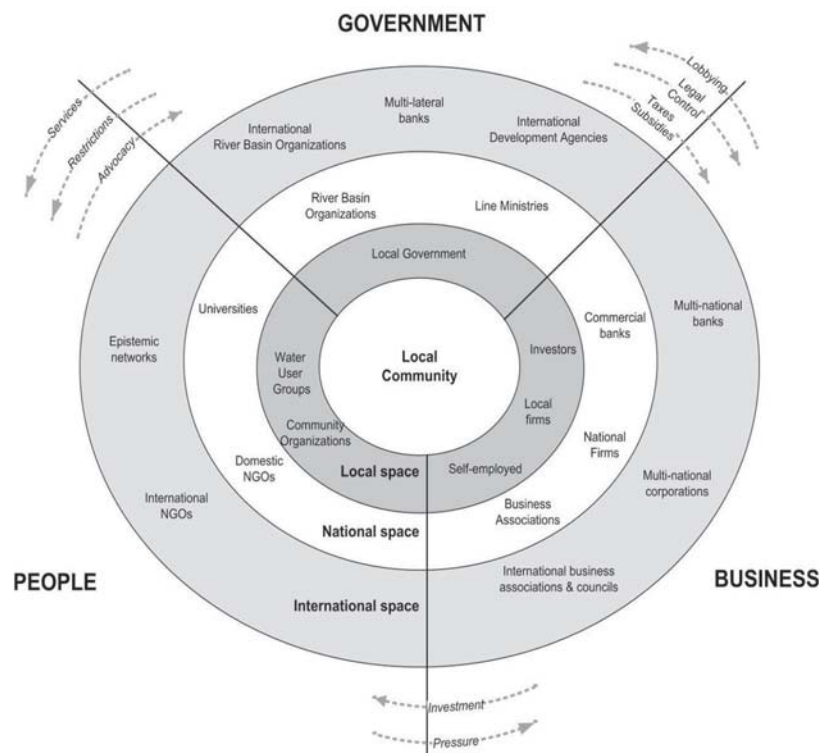 GOVERNMENT
Services
Restrictions
Advocacy
Lobbying
Legal
Control
Taxes
Subsidies
Multi-lateral
banks
International
River Basin Organizations
International
Development Agencies
River Basin
Organizations
Line Ministries
Local Government
Universities
Commercial
banks
Multi-national
banks
Epistemic
networks
Water
User
Groups
Local
Community
Investors
Local
firms
Community
Organizations
National
Firms
Domestic
NGOs
Local space
Self-employed
Multi-national
corporations
International
NGOs
National space
Business
Associations
PEOPLE
BUSINESS
International space
International business
associations & councils
Investment
Pressure